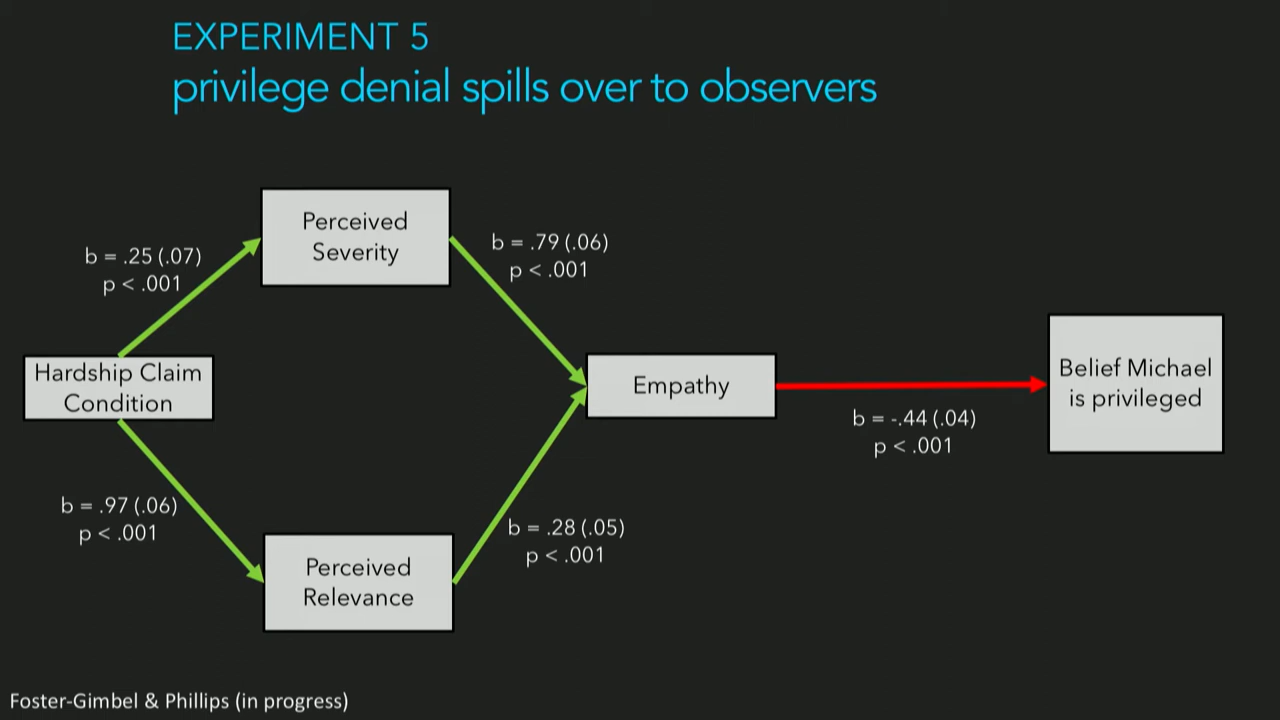 EXPERIMENT 5
privilege denial spills over to observers
Perceived
Severity
b = .25 (.07)
p < .001
b = .79 (.06)
p < .001
Hardship Claim
Condition
Empathy
Belief Michael
is privileged
b = -.44 (.04)
p < .001
b = .97 (.06)
p < .001
b = .28 (.05)
p < .001
Perceived
Relevance
Foster-Gimbel & Phillips (in progress)